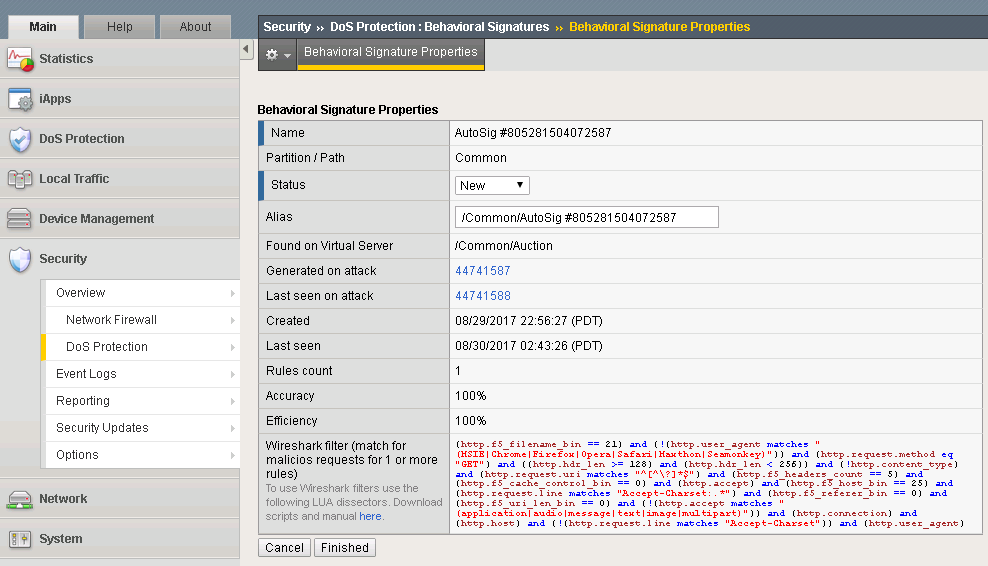 Main
Help
About
Statistics
iApps
DoS Protection
Local Traffic
Device Management
Security
Overview
Network Firewall
DoS Protection
Event Logs
Reporting
Security Updates
Options
Network
System
Security ›› DoS Protection : Behavioral Signatures ›› Behavioral Signature Properties
Behavioral Signature Properties
Behavioral Signature Properties
Name AutoSig #805281504072587
Partition / Path Common
Status New
Alias /Common/AutoSig #805281504072587
Found on Virtual Server /Common/Auction
Generated on attack 44741587
Last seen on attack 44741588
Created 08/29/2017 22:56:27 (PDT)
Last seen 08/30/2017 02:43:26 (PDT)
Rules count 1
Accuracy 100%
Efficiency 100%
Wireshark filter (match for
malicios requests for 1 or more
rules)
To use Wireshark filters use the
following LUA dissectors. Download
scripts and manual here.
(http.f5_filename_bin == 21) and (!(http.user_agent matches "
(MSIE|Chrome|Firefox|Opera|Safari|Maxthon|Seamonkey)")) and (http.request.method eq
"GET") and ((http.hdr_len >= 128) and (http.hdr_len < 256)) and (!http.content_type)
and (http.request.uri matches "^[^\?]*$") and (http.f5_headers_count == 5) and
(http.f5_cache_control_bin == 0) and (http.accept) and (http.f5_host_bin == 25) and
(http.request.line matches "Accept-Charset:.*") and (http.f5_referer_bin == 0) and
(http.f5_uri_len_bin == 0) and (!(http.accept matches "
(application|audio|message|text|image|multipart)")) and (http.connection) and
(http.host) and (!(http.request.line matches "Accept-Charset")) and (http.user_agent)
Cancel
Finished